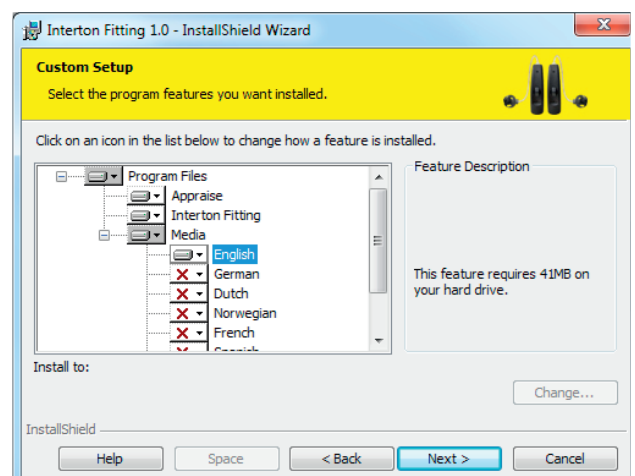 Interton Fitting 1.0 - InstallShield Wizard
Custom Setup
Select the program features you want installed.
Click on an icon in the list below to change how a feature is installed.
Program Files
Appraise
Interton Fitting
Media
English
German
Dutch
Norwegian
French
Feature Description
This feature requires 41MB on
your hard drive.
Install to:
Change...
InstallShield
Help
Space
< Back
Next >
Cancel